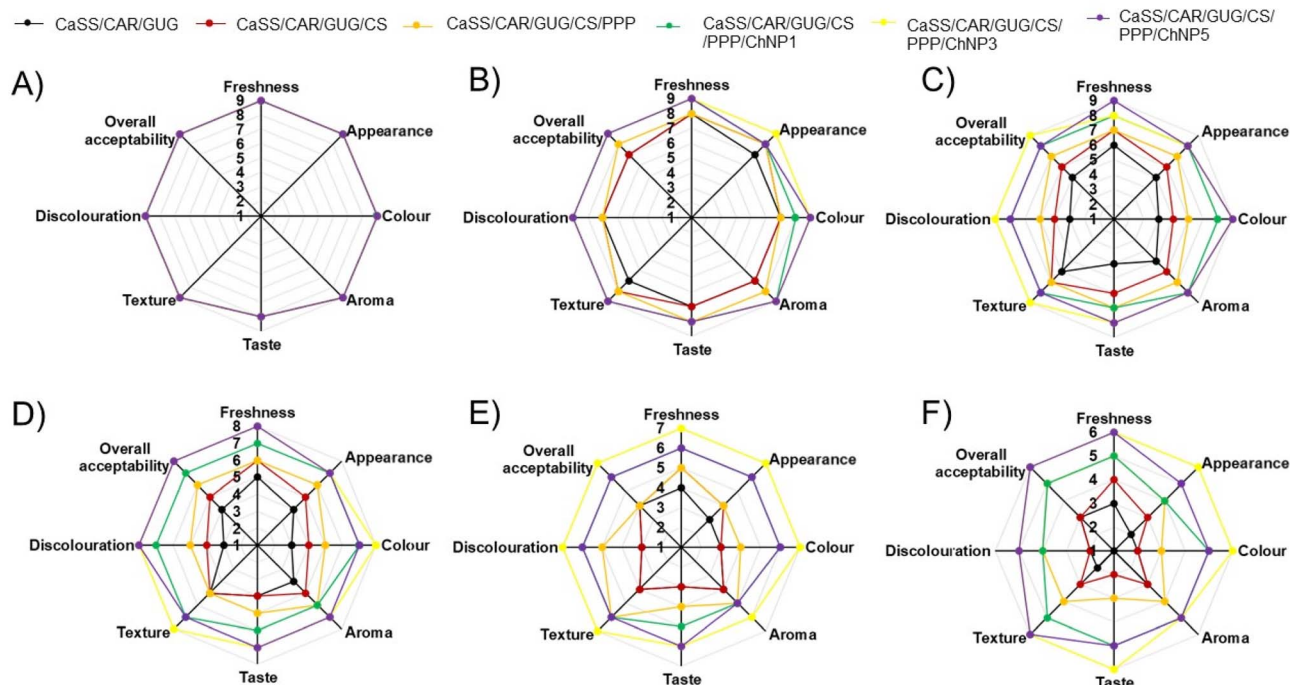 CaSS/CAR/GUG
CaSS/CAR/GUG/CS
CaSS/CAR/GUG/CS/PPP
CaSS/CAR/GUG/CS
/PPP/ChNP1
CaSS/CAR/GUG/CS/
PPP/ChNP3
CaSS/CAR/GUG/CS/
PPP/ChNP5
A)
Freshness
9
8
7
6
5
4
3
2
1
Overall
acceptability
Appearance
Discolouration
Colour
Texture
Aroma
Taste
B)
Freshness
9
8
7
6
5
4
3
2
1
Overall
acceptability
Appearance
Discolouration
Colour
Texture
Aroma
Taste
C)
Freshness
9
8
7
6
5
4
3
2
1
Overall
acceptability
Appearance
Discolouration
Colour
Texture
Aroma
Taste
D)
Freshness
8
7
6
5
4
3
2
1
Overall
acceptability
Appearance
Discolouration
Colour
Texture
Aroma
Taste
E)
Freshness
7
6
5
4
3
2
1
Overall
acceptability
Appearance
Discolouration
Colour
Texture
Aroma
Taste
F)
Freshness
6
5
4
3
2
1
Overall
acceptability
Appearance
Discolouration
Colour
Texture
Aroma
Taste